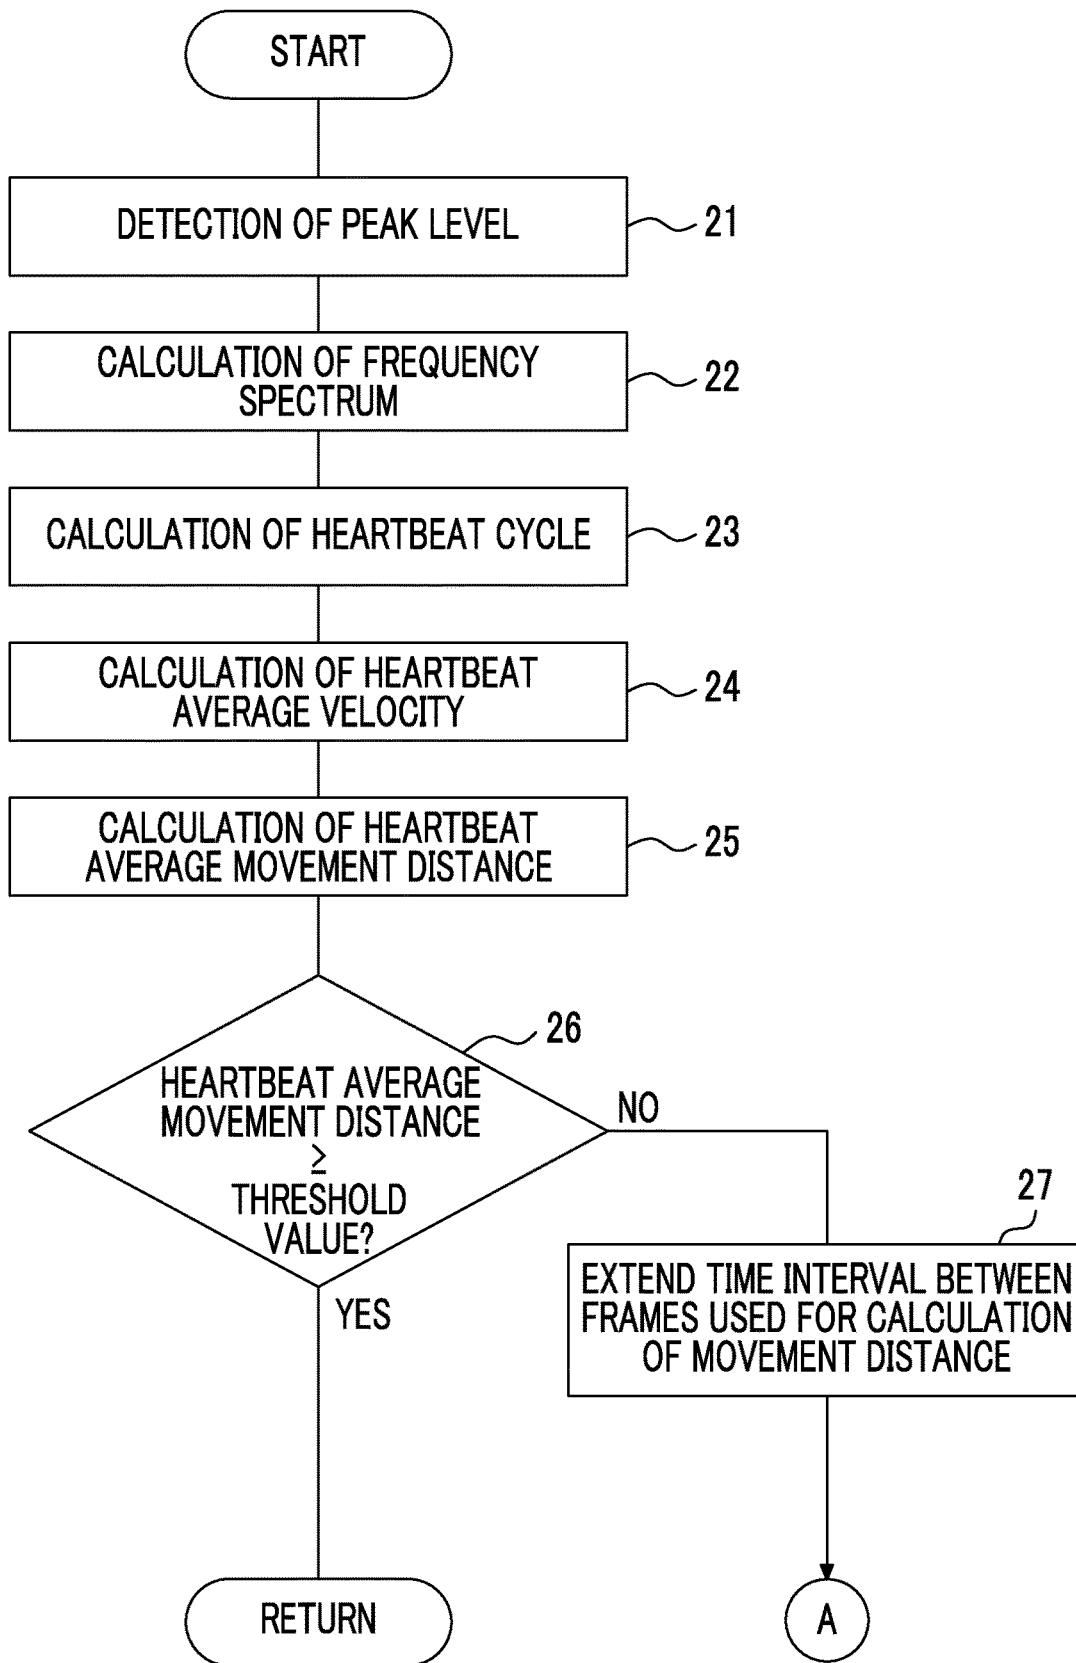 START
DETECTION OF PEAK LEVEL
21
CALCULATION OF FREQUENCY
SPECTRUM
22
CALCULATION OF HEARTBEAT CYCLE
23
CALCULATION OF HEARTBEAT
AVERAGE VELOCITY
24
CALCULATION OF HEARTBEAT
AVERAGE MOVEMENT DISTANCE
25
26
HEARTBEAT AVERAGE
MOVEMENT DISTANCE
≥
THRESHOLD
VALUE?
NO
YES
27
EXTEND TIME INTERVAL BETWEEN
FRAMES USED FOR CALCULATION
OF MOVEMENT DISTANCE
RETURN
A